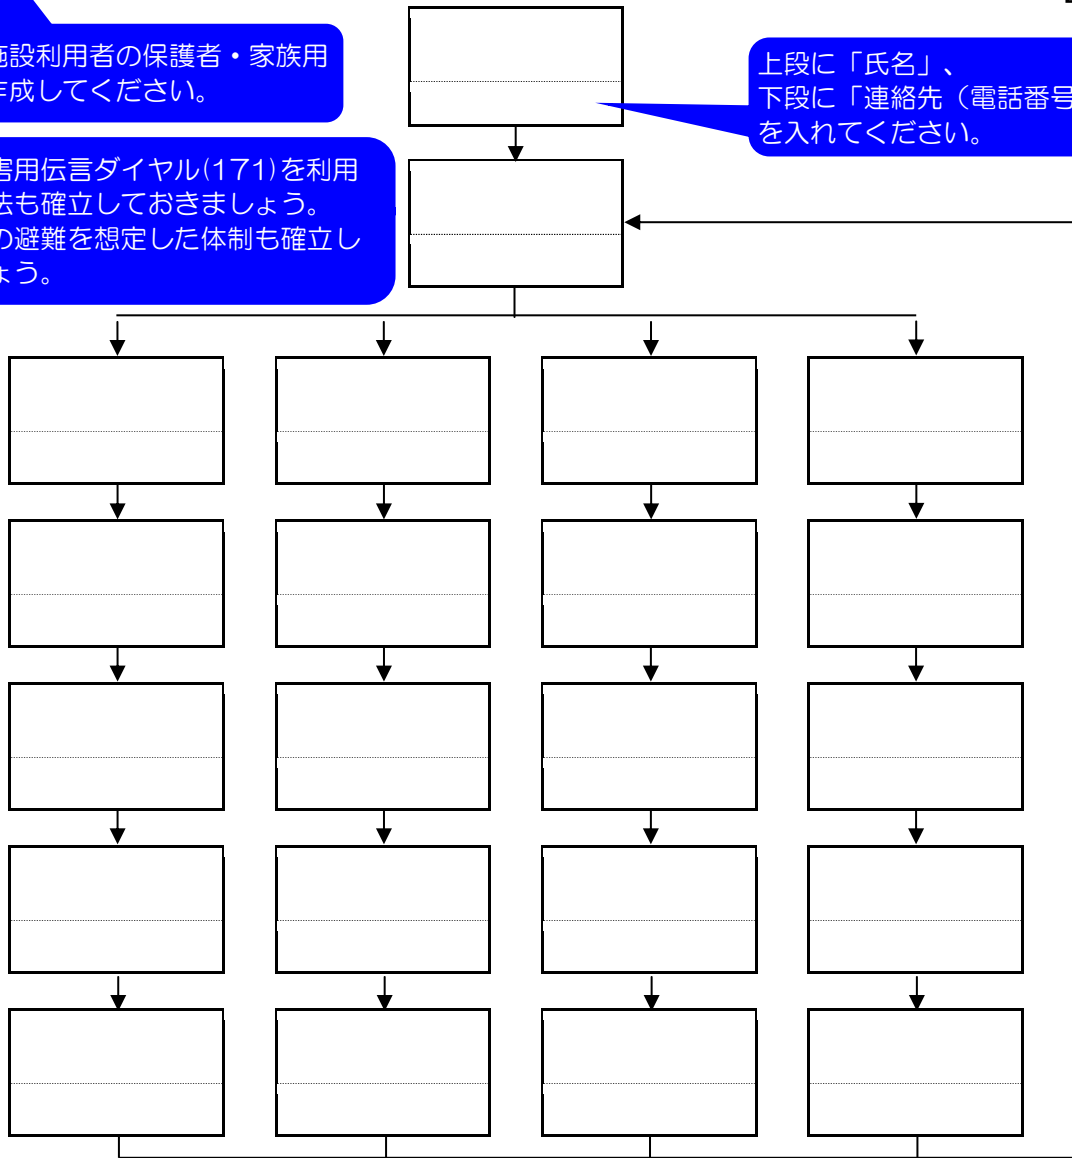 施設利用者の保護者・家族用
作成してください。
上段に「氏名」、
下段に「連絡先（電話番号
を入れてください。
害用伝言ダイヤル(171)を利用
法も確立しておきましょう。
の避難を想定した体制も確立し
ょう。